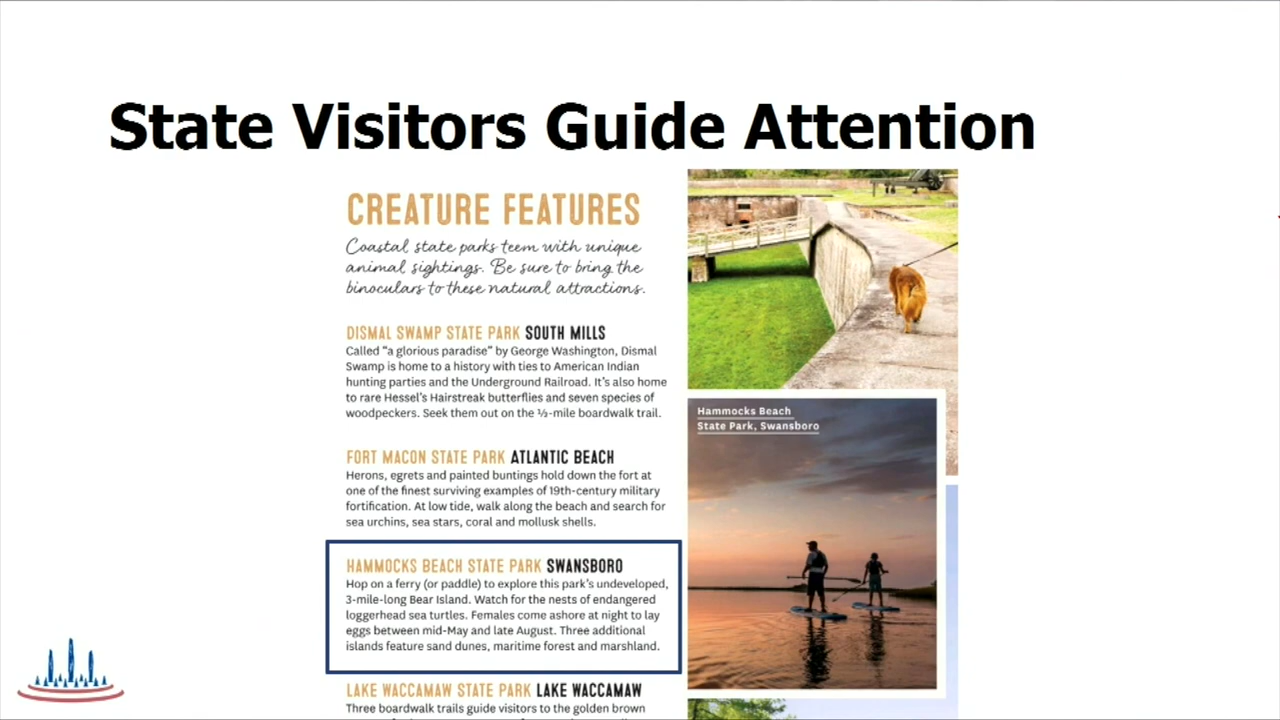 State Visitors Guide Attention
CREATURE FEATURES
Coastal state parks teem with unique
animal sightings. Be sure to bring the
binoculars to these natural attractions.
DISMAL SWAMP STATE PARK SOUTH MILLS
Called “a glorious paradise” by George Washington, Dismal
Swamp is home to a history with ties to American Indian
hunting parties and the Underground Railroad. It’s also home
to rare Hessel’s Hairstreak butterflies and seven species of
woodpeckers. Seek them out on the ½-mile boardwalk trail.
FORT MACON STATE PARK ATLANTIC BEACH
Herons, egrets and painted buntings hold down the fort at
one of the finest surviving examples of 19th-century military
fortification. At low tide, walk along the beach and search for
sea urchins, sea stars, coral and mollusk shells.
HAMMOCKS BEACH STATE PARK SWANSBORO
Hop on a ferry (or paddle) to explore this park’s undeveloped,
3-mile-long Bear Island. Watch for the nests of endangered
loggerhead sea turtles. Females come ashore at night to lay
eggs between mid-May and late August. Three additional
islands feature sand dunes, maritime forest and marshland.
LAKE WACCAMAW STATE PARK LAKE WACCAMAW
Three boardwalk trails guide visitors to the golden brown
Hammocks Beach
State Park, Swansboro